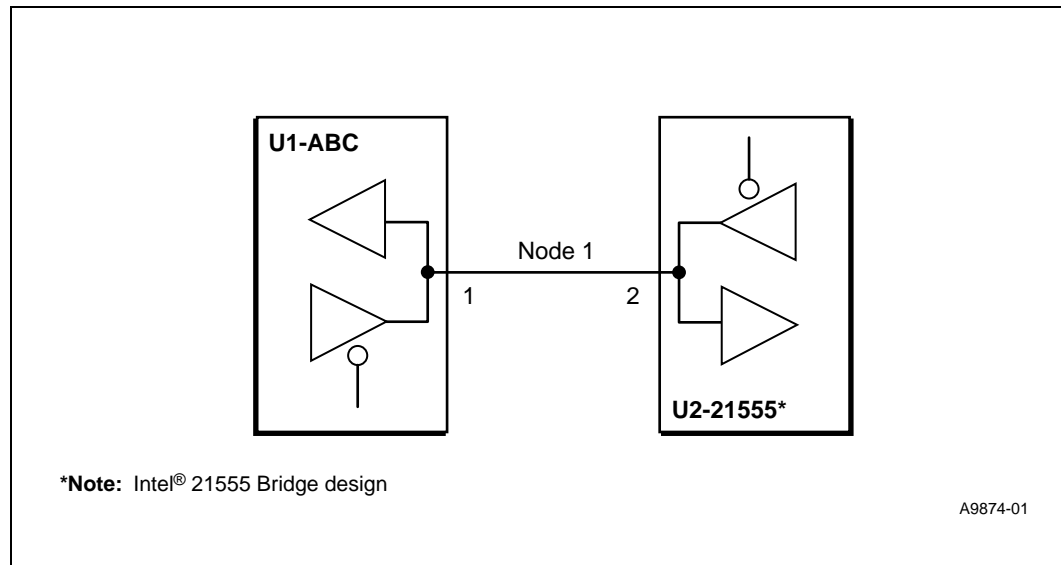 U1-ABC
Node 1
1
2
U2-21555*
*Note: Intel® 21555 Bridge design
A9874-01